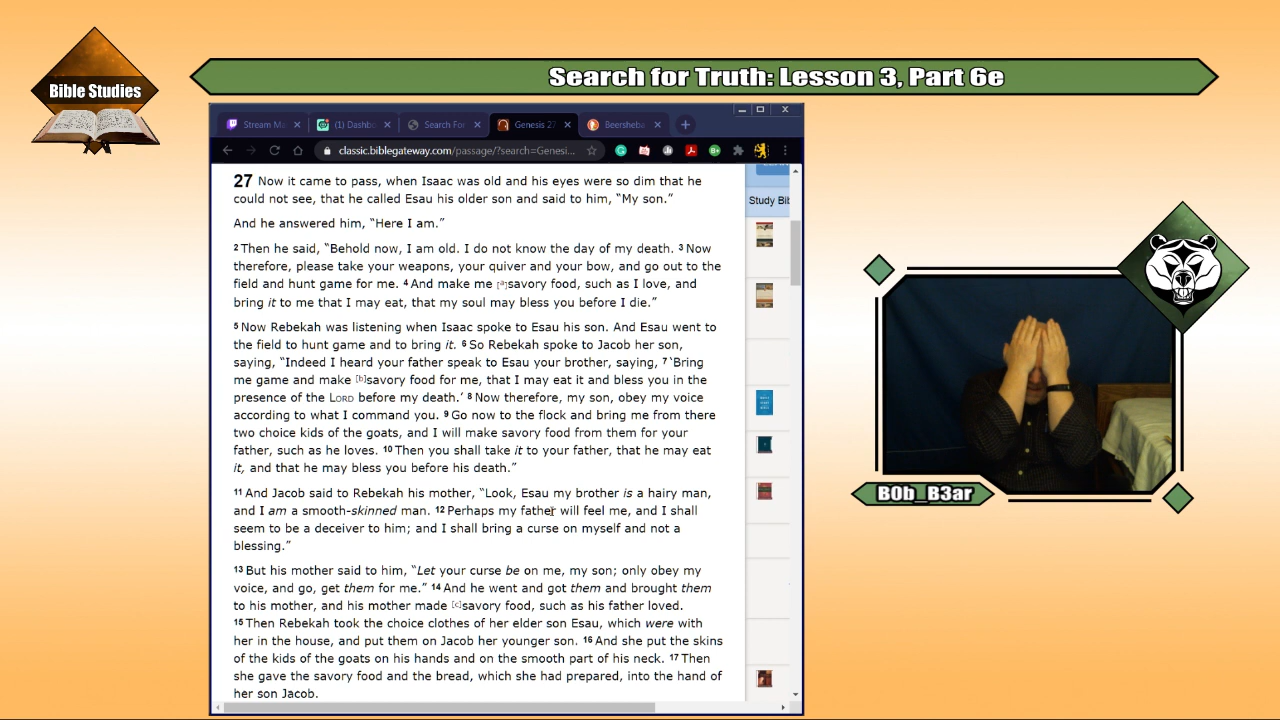 Bible Studies
Search for Truth: Lesson 3, Part 6e
Stream Ma
(1) Dashbo
Search For
Genesis 27
Beersheba
classic.biblegateway.com/passage/?search=Genesi...
Study Bib
27 Now it came to pass, when Isaac was old and his eyes were so dim that he
could not see, that he called Esau his older son and said to him, “My son.”
And he answered him, “Here I am.”
2 Then he said, “Behold now, I am old. I do not know the day of my death. 3 Now
therefore, please take your weapons, your quiver and your bow, and go out to the
field and hunt game for me. 4 And make me [a]savory food, such as I love, and
bring it to me that I may eat, that my soul may bless you before I die.”
5 Now Rebekah was listening when Isaac spoke to Esau his son. And Esau went to
the field to hunt game and to bring it. 6 So Rebekah spoke to Jacob her son,
saying, “Indeed I heard your father speak to Esau your brother, saying, 7 ‘Bring
me game and make [b]savory food for me, that I may eat it and bless you in the
presence of the LORD before my death.’ 8 Now therefore, my son, obey my voice
according to what I command you. 9 Go now to the flock and bring me from there
two choice kids of the goats, and I will make savory food from them for your
father, such as he loves. 10 Then you shall take it to your father, that he may eat
it, and that he may bless you before his death.”
11 And Jacob said to Rebekah his mother, “Look, Esau my brother is a hairy man,
and I am a smooth-skinned man. 12 Perhaps my father will feel me, and I shall
seem to be a deceiver to him; and I shall bring a curse on myself and not a
blessing.”
13 But his mother said to him, “Let your curse be on me, my son; only obey my
voice, and go, get them for me.” 14 And he went and got them and brought them
to his mother, and his mother made [c]savory food, such as his father loved.
15 Then Rebekah took the choice clothes of her elder son Esau, which were with
her in the house, and put them on Jacob her younger son. 16 And she put the skins
of the kids of the goats on his hands and on the smooth part of his neck. 17 Then
she gave the savory food and the bread, which she had prepared, into the hand of
her son Jacob.
B0b_B3ar